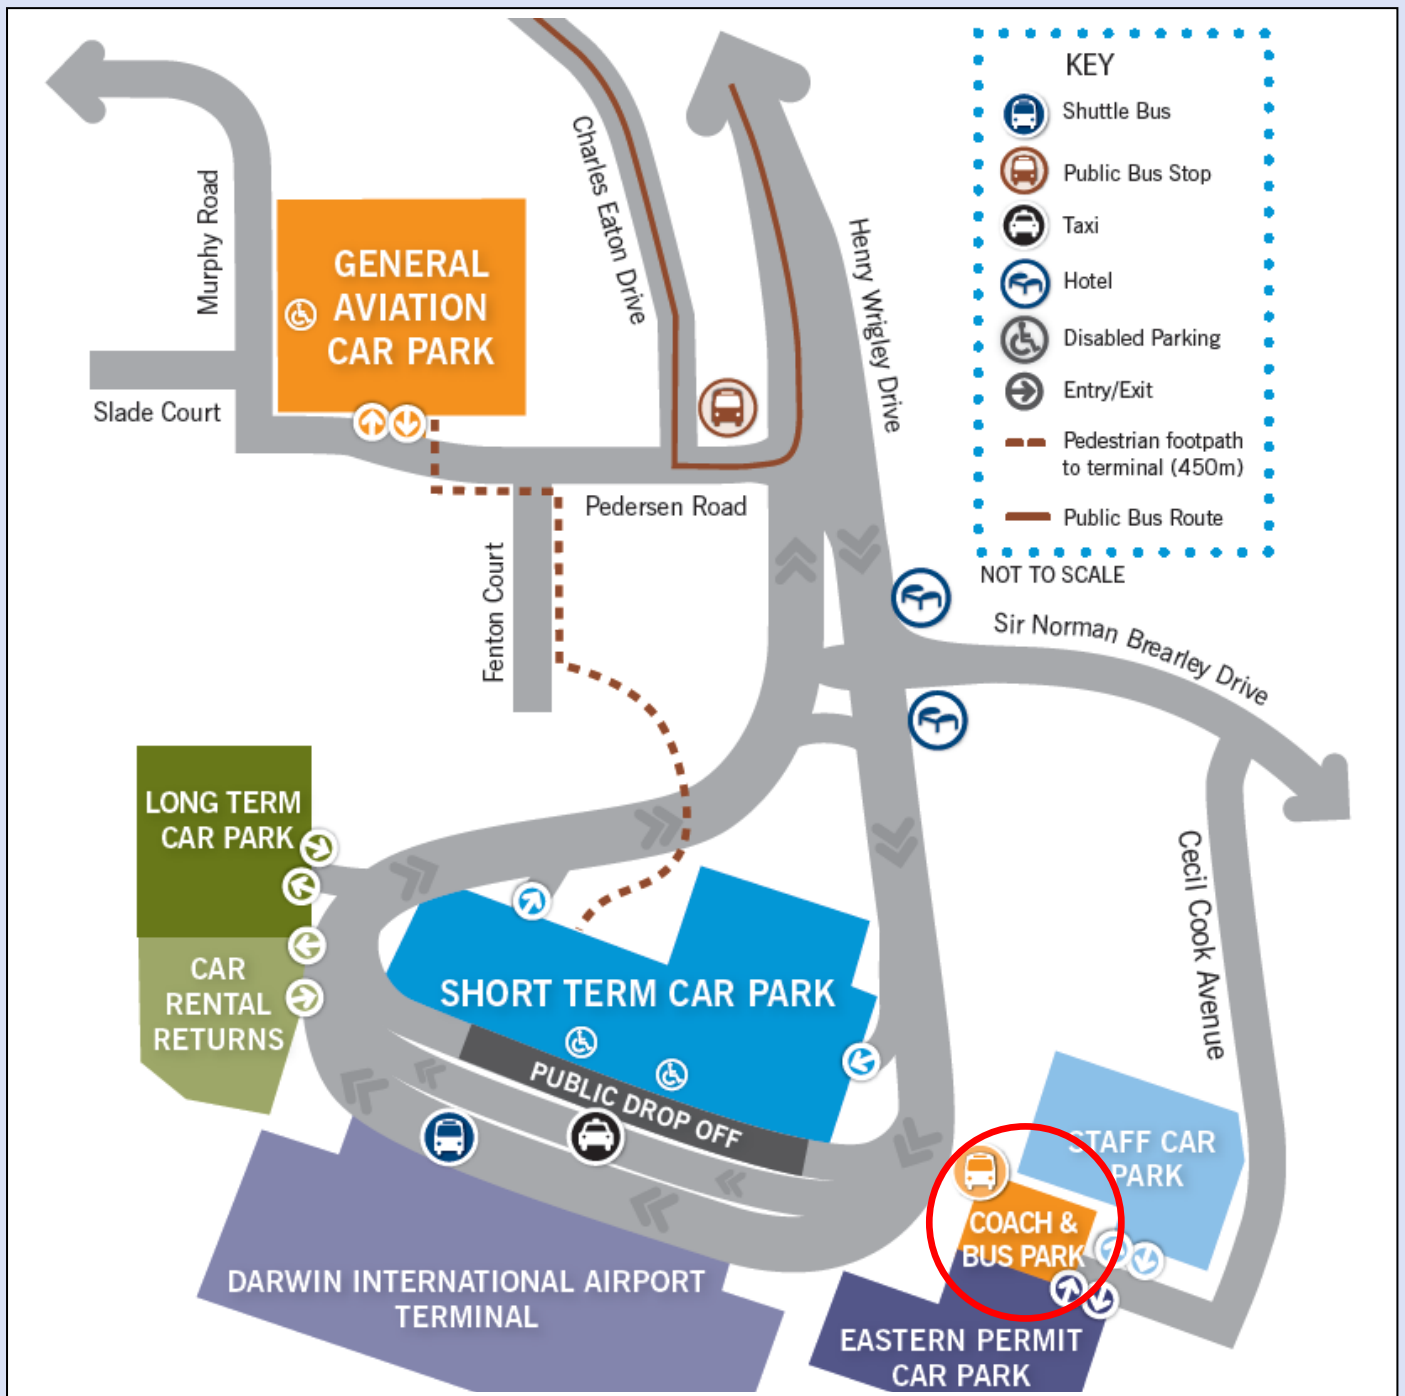 KEY
Shuttle Bus
Public Bus Stop
Taxi
Hotel
Disabled Parking
Entry/Exit
Pedestrian footpath
to terminal (450m)
Public Bus Route
NOT TO SCALE
Murphy Road
Charles Eaton Drive
Henry Wrigley Drive
GENERAL
AVIATION
CAR PARK
Slade Court
Pedersen Road
Fenton Court
Sir Norman Brearley Drive
Cecil Cook Avenue
LONG TERM
CAR PARK
CAR
RENTAL
RETURNS
SHORT TERM CAR PARK
PUBLIC DROP OFF
STAFF CAR
PARK
COACH &
BUS PARK
DARWIN INTERNATIONAL AIRPORT
TERMINAL
EASTERN PERMIT
CAR PARK